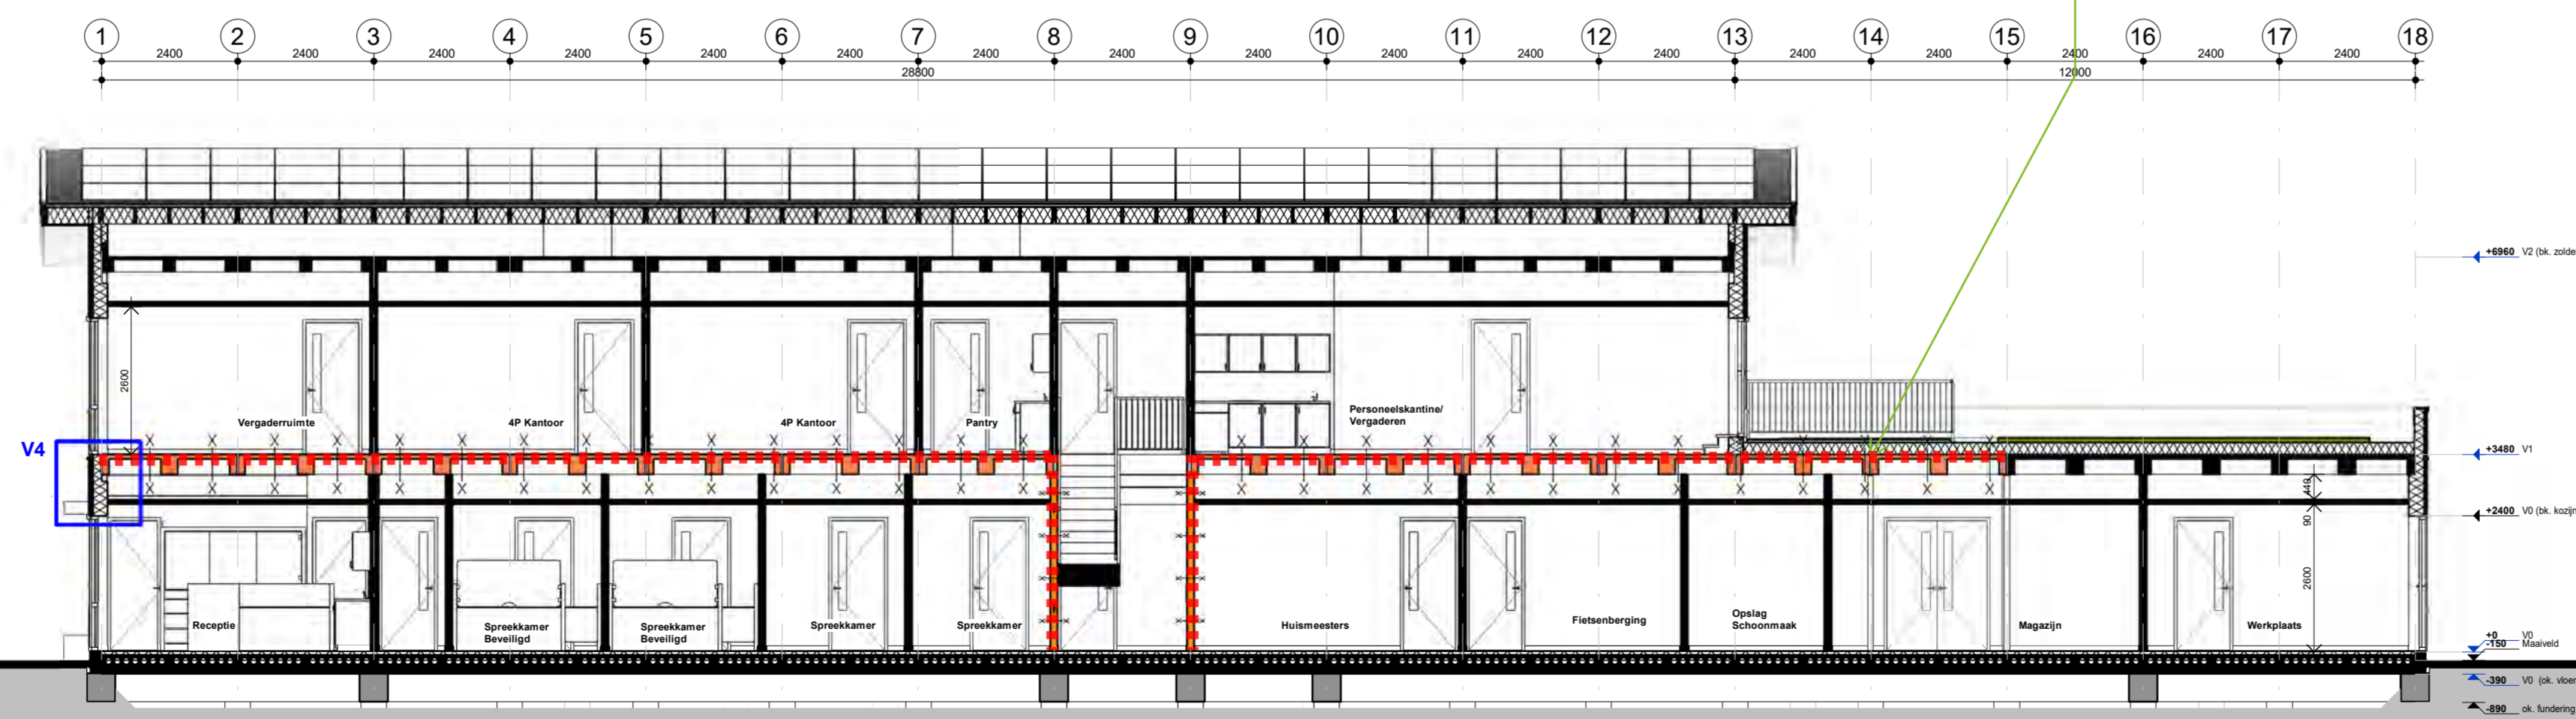 1 2 3 4 5 6 7 8 9 10 11 12 13 14 15 16 17 18
2400 2400 2400 2400 2400 2400 2400 2400 2400 2400 2400 2400 2400 2400 2400 2400 2400
28800 12000
+6960 V2 (bk. zolde
2600
Vergaderruimte
4P Kantoor
4P Kantoor
Pantry
Personeelskantine/
Vergaderen
V4
+3480 V1
440
90
+2400 V0 (bk. kozijn
2600
Receptie
Spreekkamer
Beveiligd
Spreekkamer
Beveiligd
Spreekkamer
Spreekkamer
Huismeesters
Fietsenberging
Opslag
Schoonmaak
Magazijn
Werkplaats
+0 V0
-150 Maaiveld
-390 V0 (ok. vloer
-890 ok. fundering